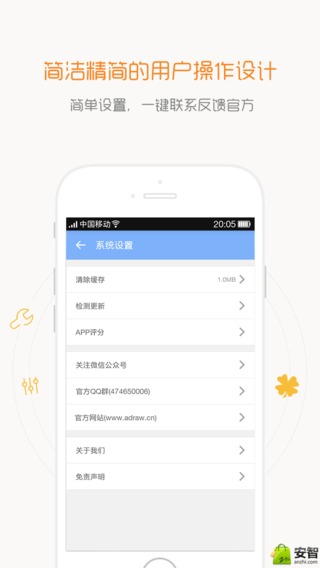 简洁精简的用户操作设计
简单设置，一键联系反馈官方
中国移动 20:05
系统设置
清除缓存 1.0MB
检测更新
APP评分
关注微信公众号
官方QQ群(474650006)
官方网站(www.adraw.cn)
关于我们
免责声明
安智
anzhi.com